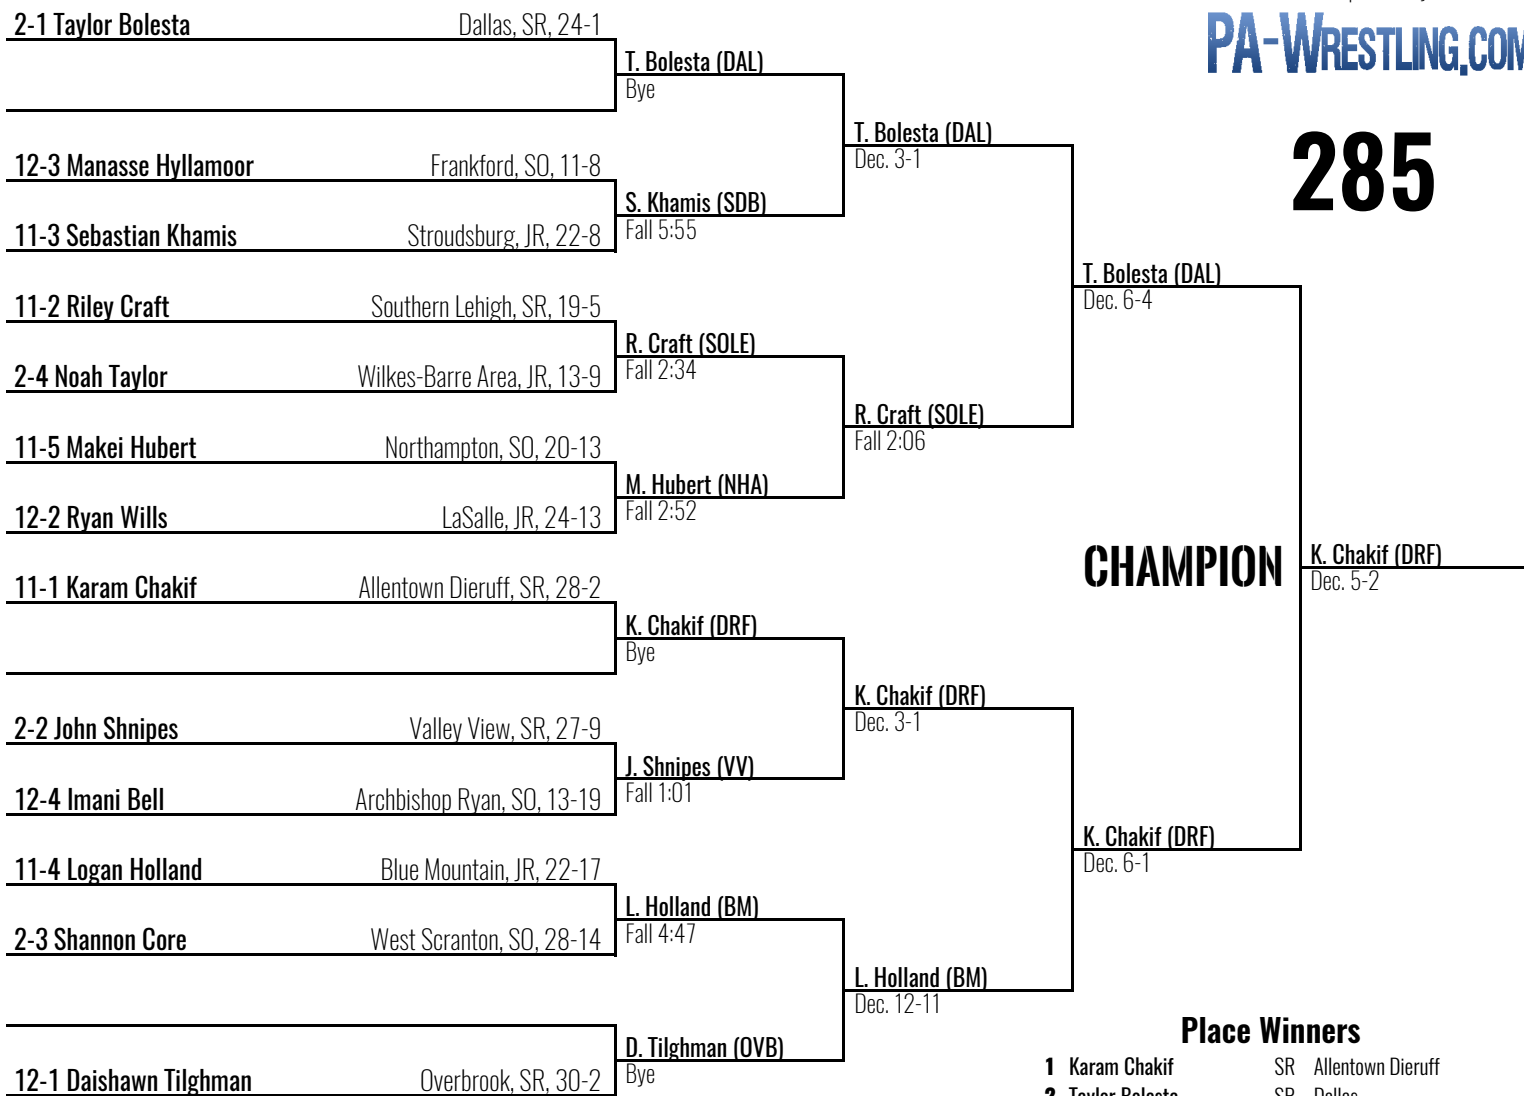 PA-WRESTLING.COM
285
2-1 Taylor Bolesta Dallas, SR, 24-1
T. Bolesta (DAL)
Bye
12-3 Manasse Hyllamoor Frankford, SO, 11-8
11-3 Sebastian Khamis Stroudsburg, JR, 22-8
S. Khamis (SDB)
Fall 5:55
T. Bolesta (DAL)
Dec. 3-1
11-2 Riley Craft Southern Lehigh, SR, 19-5
2-4 Noah Taylor Wilkes-Barre Area, JR, 13-9
R. Craft (SOLE)
Fall 2:34
11-5 Makei Hubert Northampton, SO, 20-13
12-2 Ryan Wills LaSalle, JR, 24-13
M. Hubert (NHA)
Fall 2:52
R. Craft (SOLE)
Fall 2:06
T. Bolesta (DAL)
Dec. 6-4
11-1 Karam Chakif Allentown Dieruff, SR, 28-2
K. Chakif (DRF)
Bye
2-2 John Shnipes Valley View, SR, 27-9
12-4 Imani Bell Archbishop Ryan, SO, 13-19
J. Shnipes (VV)
Fall 1:01
K. Chakif (DRF)
Dec. 3-1
11-4 Logan Holland Blue Mountain, JR, 22-17
2-3 Shannon Core West Scranton, SO, 28-14
L. Holland (BM)
Fall 4:47
12-1 Daishawn Tilghman Overbrook, SR, 30-2
D. Tilghman (OVB)
Bye
L. Holland (BM)
Dec. 12-11
K. Chakif (DRF)
Dec. 6-1
CHAMPION
K. Chakif (DRF)
Dec. 5-2
Place Winners
1 Karam Chakif SR Allentown Dieruff
2 Taylor Bolesta SR Dallas